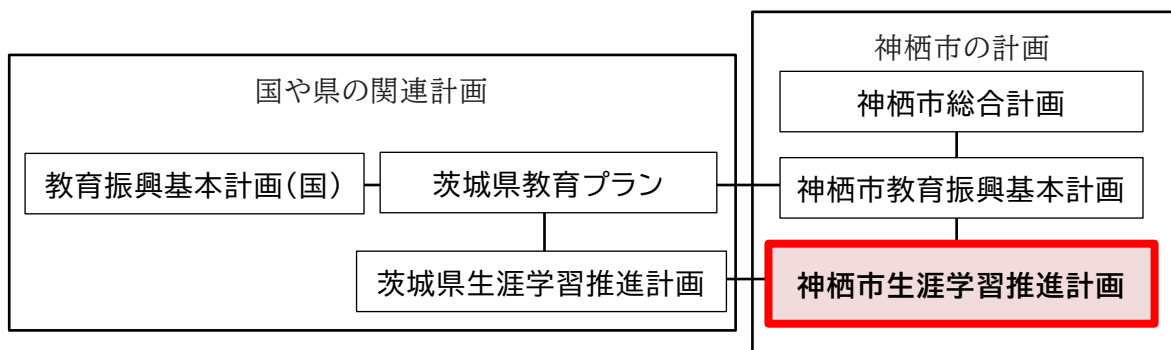 国や県の関連計画
教育振興基本計画(国)
茨城県教育プラン
茨城県生涯学習推進計画
神栖市の計画
神栖市総合計画
神栖市教育振興基本計画
神栖市生涯学習推進計画